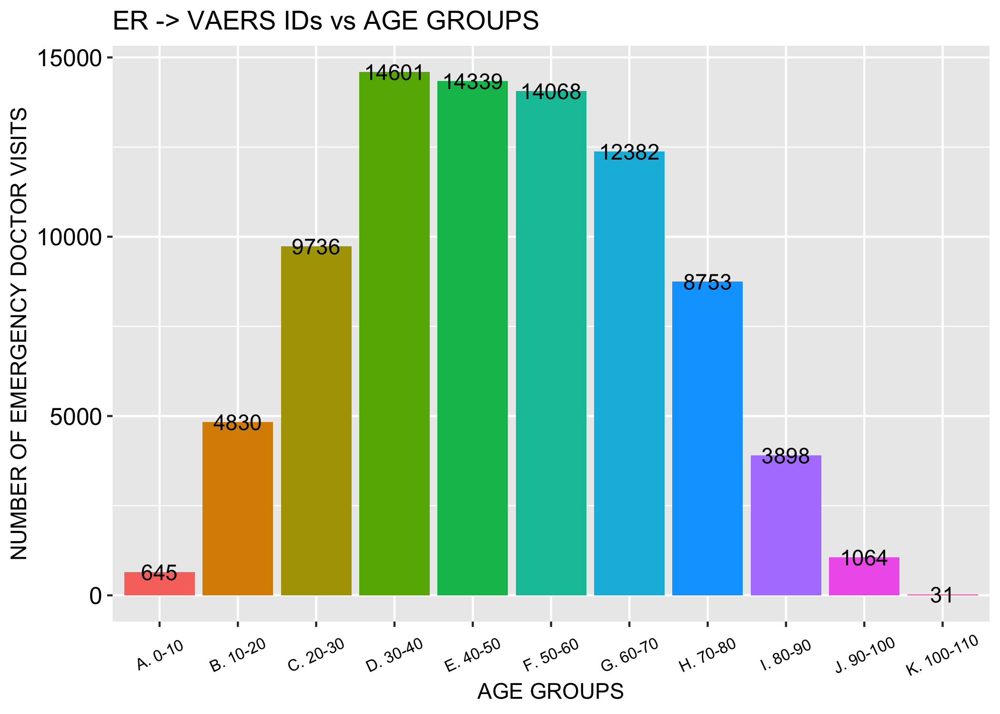 ER -> VAERS IDs vs AGE GROUPS
NUMBER OF EMERGENCY DOCTOR VISITS
15000
10000
5000
0
645
4830
9736
14601
14339
14068
12382
8753
3898
1064
31
A. 0-10
B. 10-20
C. 20-30
D. 30-40
E. 40-50
F. 50-60
G. 60-70
H. 70-80
I. 80-90
J. 90-100
K. 100-110
AGE GROUPS